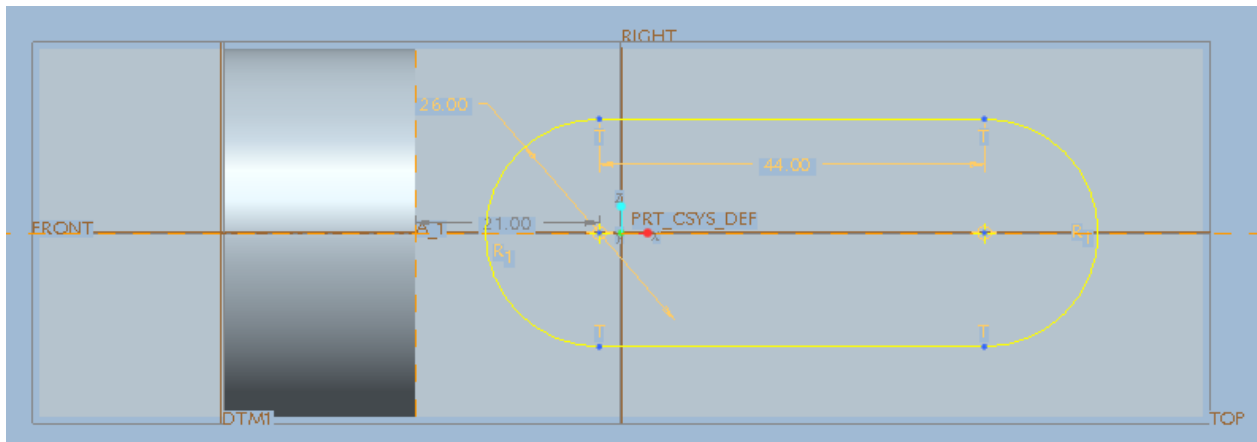 RIGHT
26.00
T
T
44.00
z
21.00
PRT_CSYS_DEF
FRONT
A_1
y
x
R1
R1
T
T
DTM1
TOP